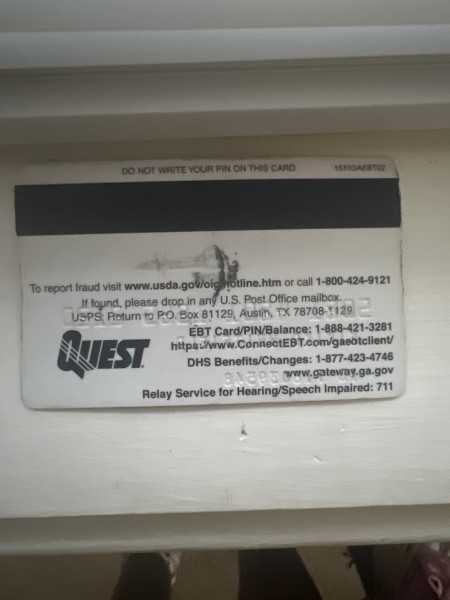 DO NOT WRITE YOUR PIN ON THIS CARD 1531GAEBT02
To report fraud visit www.usda.gov/oig/hotline.htm or call 1-800-424-9121
If found, please drop in any U.S. Post Office mailbox.
USPS: Return to P.O. Box 81129, Austin, TX 78708-1129
EBT Card/PIN/Balance: 1-888-421-3281
https://www.ConnectEBT.com/gaebtclient/
QUEST
DHS Benefits/Changes: 1-877-423-4746
www.gateway.ga.gov
Relay Service for Hearing/Speech Impaired: 711